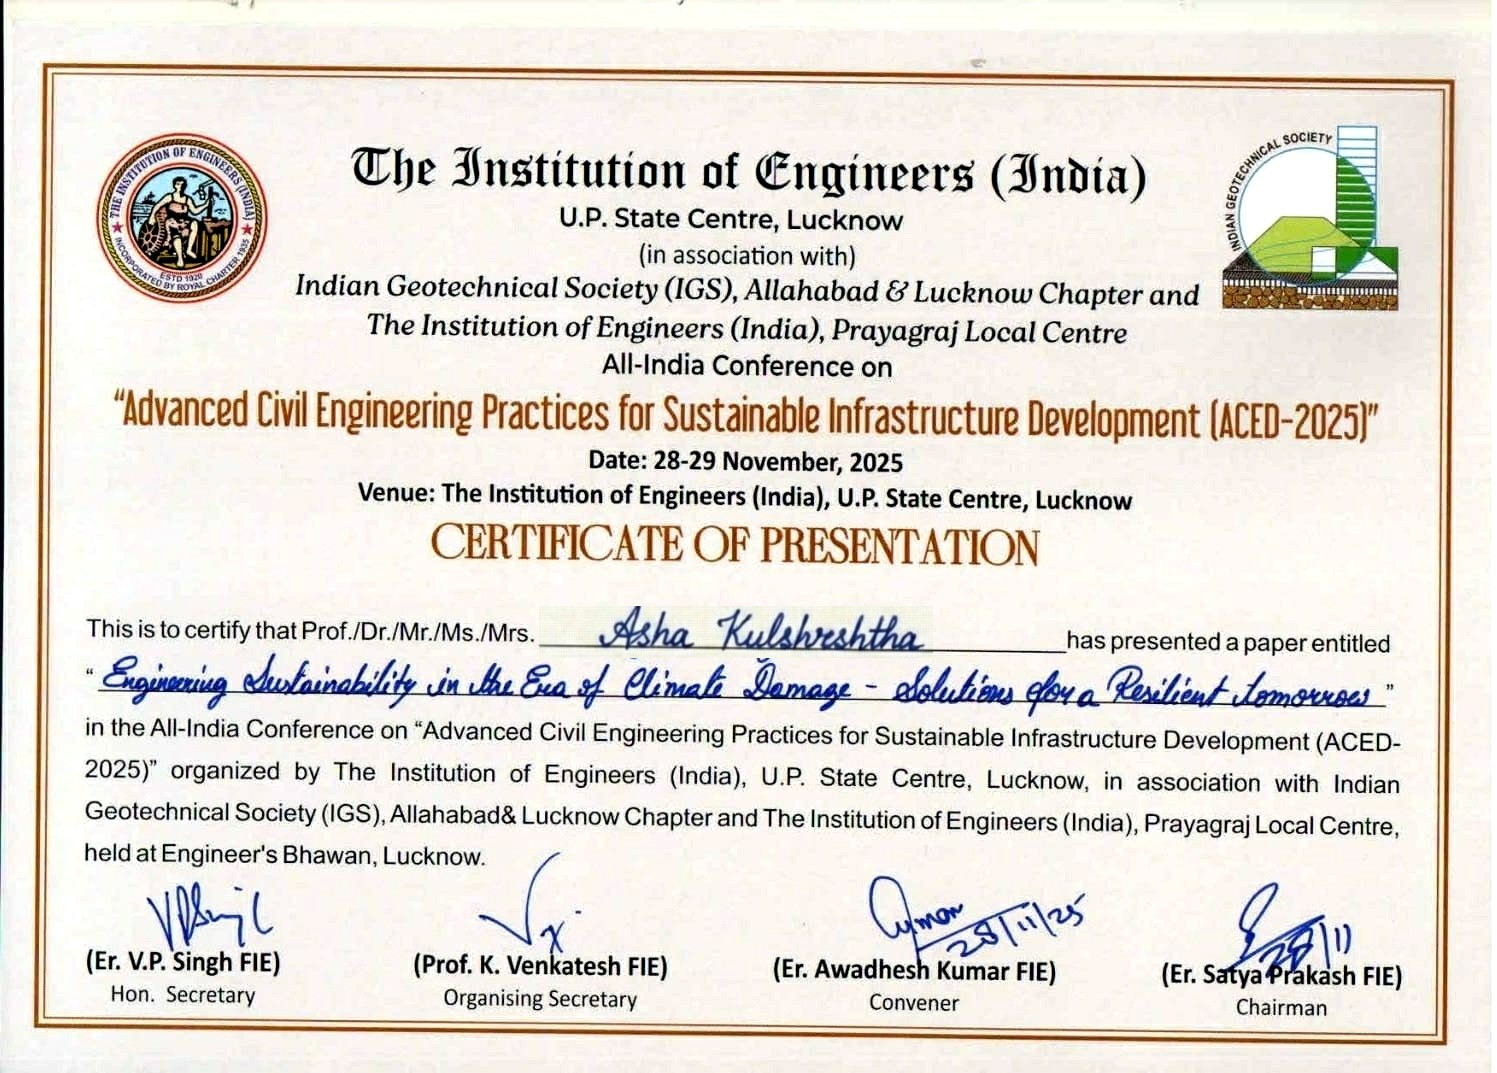 The Institution of Engineers (India)
U.P. State Centre, Lucknow
(in association with)
Indian Geotechnical Society (IGS), Allahabad & Lucknow Chapter and
The Institution of Engineers (India), Prayagraj Local Centre
All-India Conference on
“Advanced Civil Engineering Practices for Sustainable Infrastructure Development (ACED-2025)”
Date: 28-29 November, 2025
Venue: The Institution of Engineers (India), U.P. State Centre, Lucknow
CERTIFICATE OF PRESENTATION
THE INSTITUTION OF ENGINEERS (INDIA)
ESTD 1920
INCORPORATED BY ROYAL CHARTER 1935
INDIAN GEOTECHNICAL SOCIETY
This is to certify that Prof./Dr./Mr./Ms./Mrs. Asha Kulshreshtha has presented a paper entitled
“ Engineering Sustainability in the Era of Climate Damage - Solutions for a Resilient tomorrow ”
in the All-India Conference on “Advanced Civil Engineering Practices for Sustainable Infrastructure Development (ACED-
2025)” organized by The Institution of Engineers (India), U.P. State Centre, Lucknow, in association with Indian
Geotechnical Society (IGS), Allahabad& Lucknow Chapter and The Institution of Engineers (India), Prayagraj Local Centre,
held at Engineer's Bhawan, Lucknow.
28/11/25
28/11
(Er. V.P. Singh FIE) (Prof. K. Venkatesh FIE) (Er. Awadhesh Kumar FIE) (Er. Satya Prakash FIE)
Hon. Secretary Organising Secretary Convener Chairman